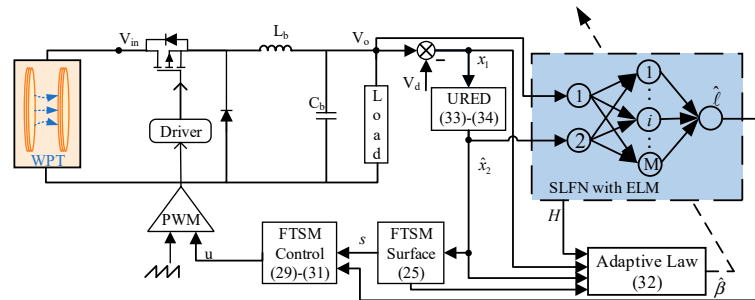 V_in
L_b
V_o
x_1
V_d
-
URED
(33)-(34)
C_b
Load
Driver
WPT
1
2
1
i
M
ℓ̂
SLFN with ELM
x̂_2
H
PWM
u
FTSM
Control
(29)-(31)
s
FTSM
Surface
(25)
Adaptive Law
(32)
β̂